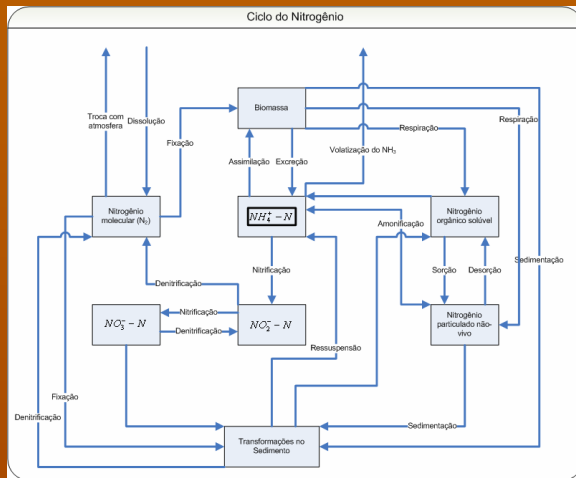 Ciclo do Nitrogênio
Troca com
atmosfera
Dissolução
Fixação
Biomassa
Respiração
Respiração
Assimilação
Excreção
Volatização do NH₃
Nitrogênio
molecular (N₂)
NH₄⁺ – N
Amonificação
Nitrogênio
orgânico solúvel
Sedimentação
Nitrificação
Sorção
Desorção
Denitrificação
NO₃⁻ – N
Nitrificação
Denitrificação
NO₂⁻ – N
Ressuspensão
Nitrogênio
particulado não-
vivo
Fixação
Denitrificação
Sedimentação
Transformações no
Sedimento